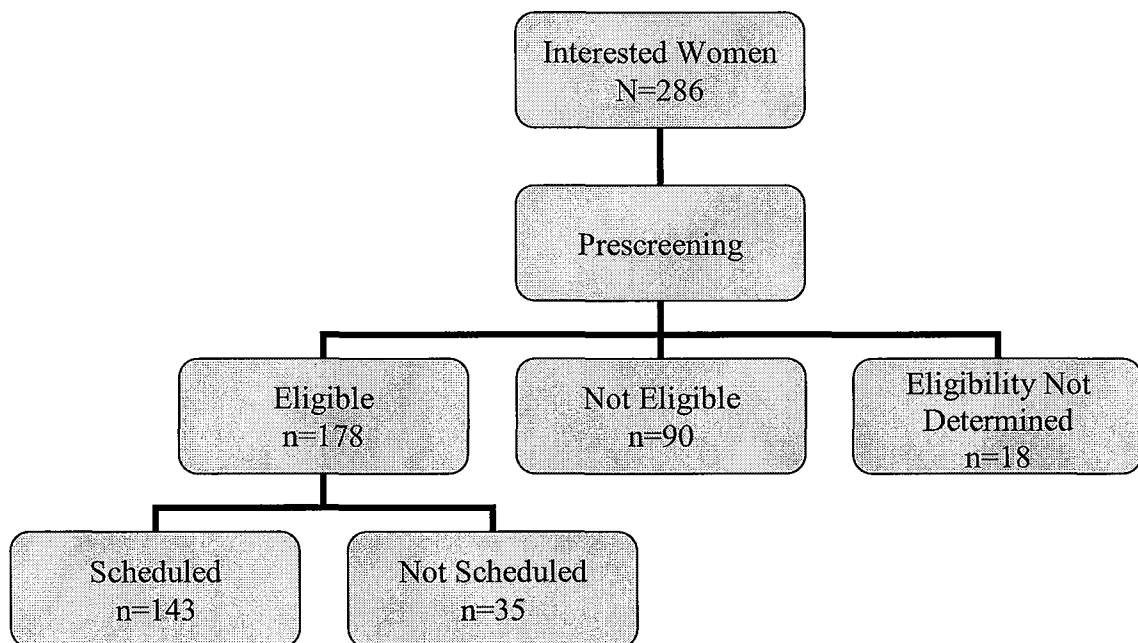 Interested Women
N=286
Prescreening
Eligible
n=178
Not Eligible
n=90
Eligibility Not
Determined
n=18
Scheduled
n=143
Not Scheduled
n=35